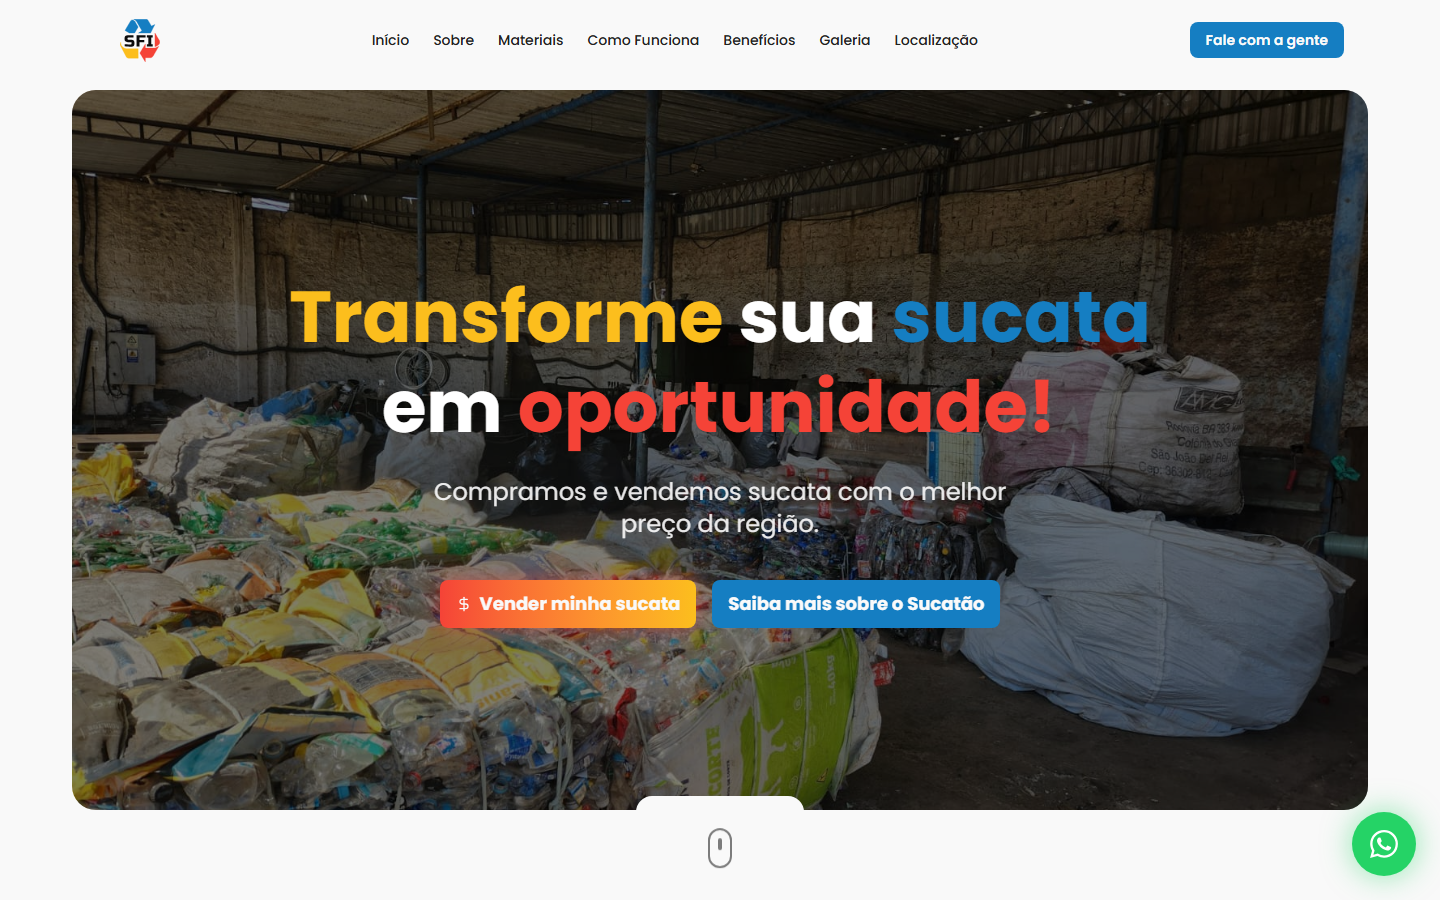 SFI
Início Sobre Materiais Como Funciona Benefícios Galeria Localização
Fale com a gente
Transforme sua sucata
em oportunidade!
Compramos e vendemos sucata com o melhor
preço da região.
$ Vender minha sucata
Saiba mais sobre o Sucatão